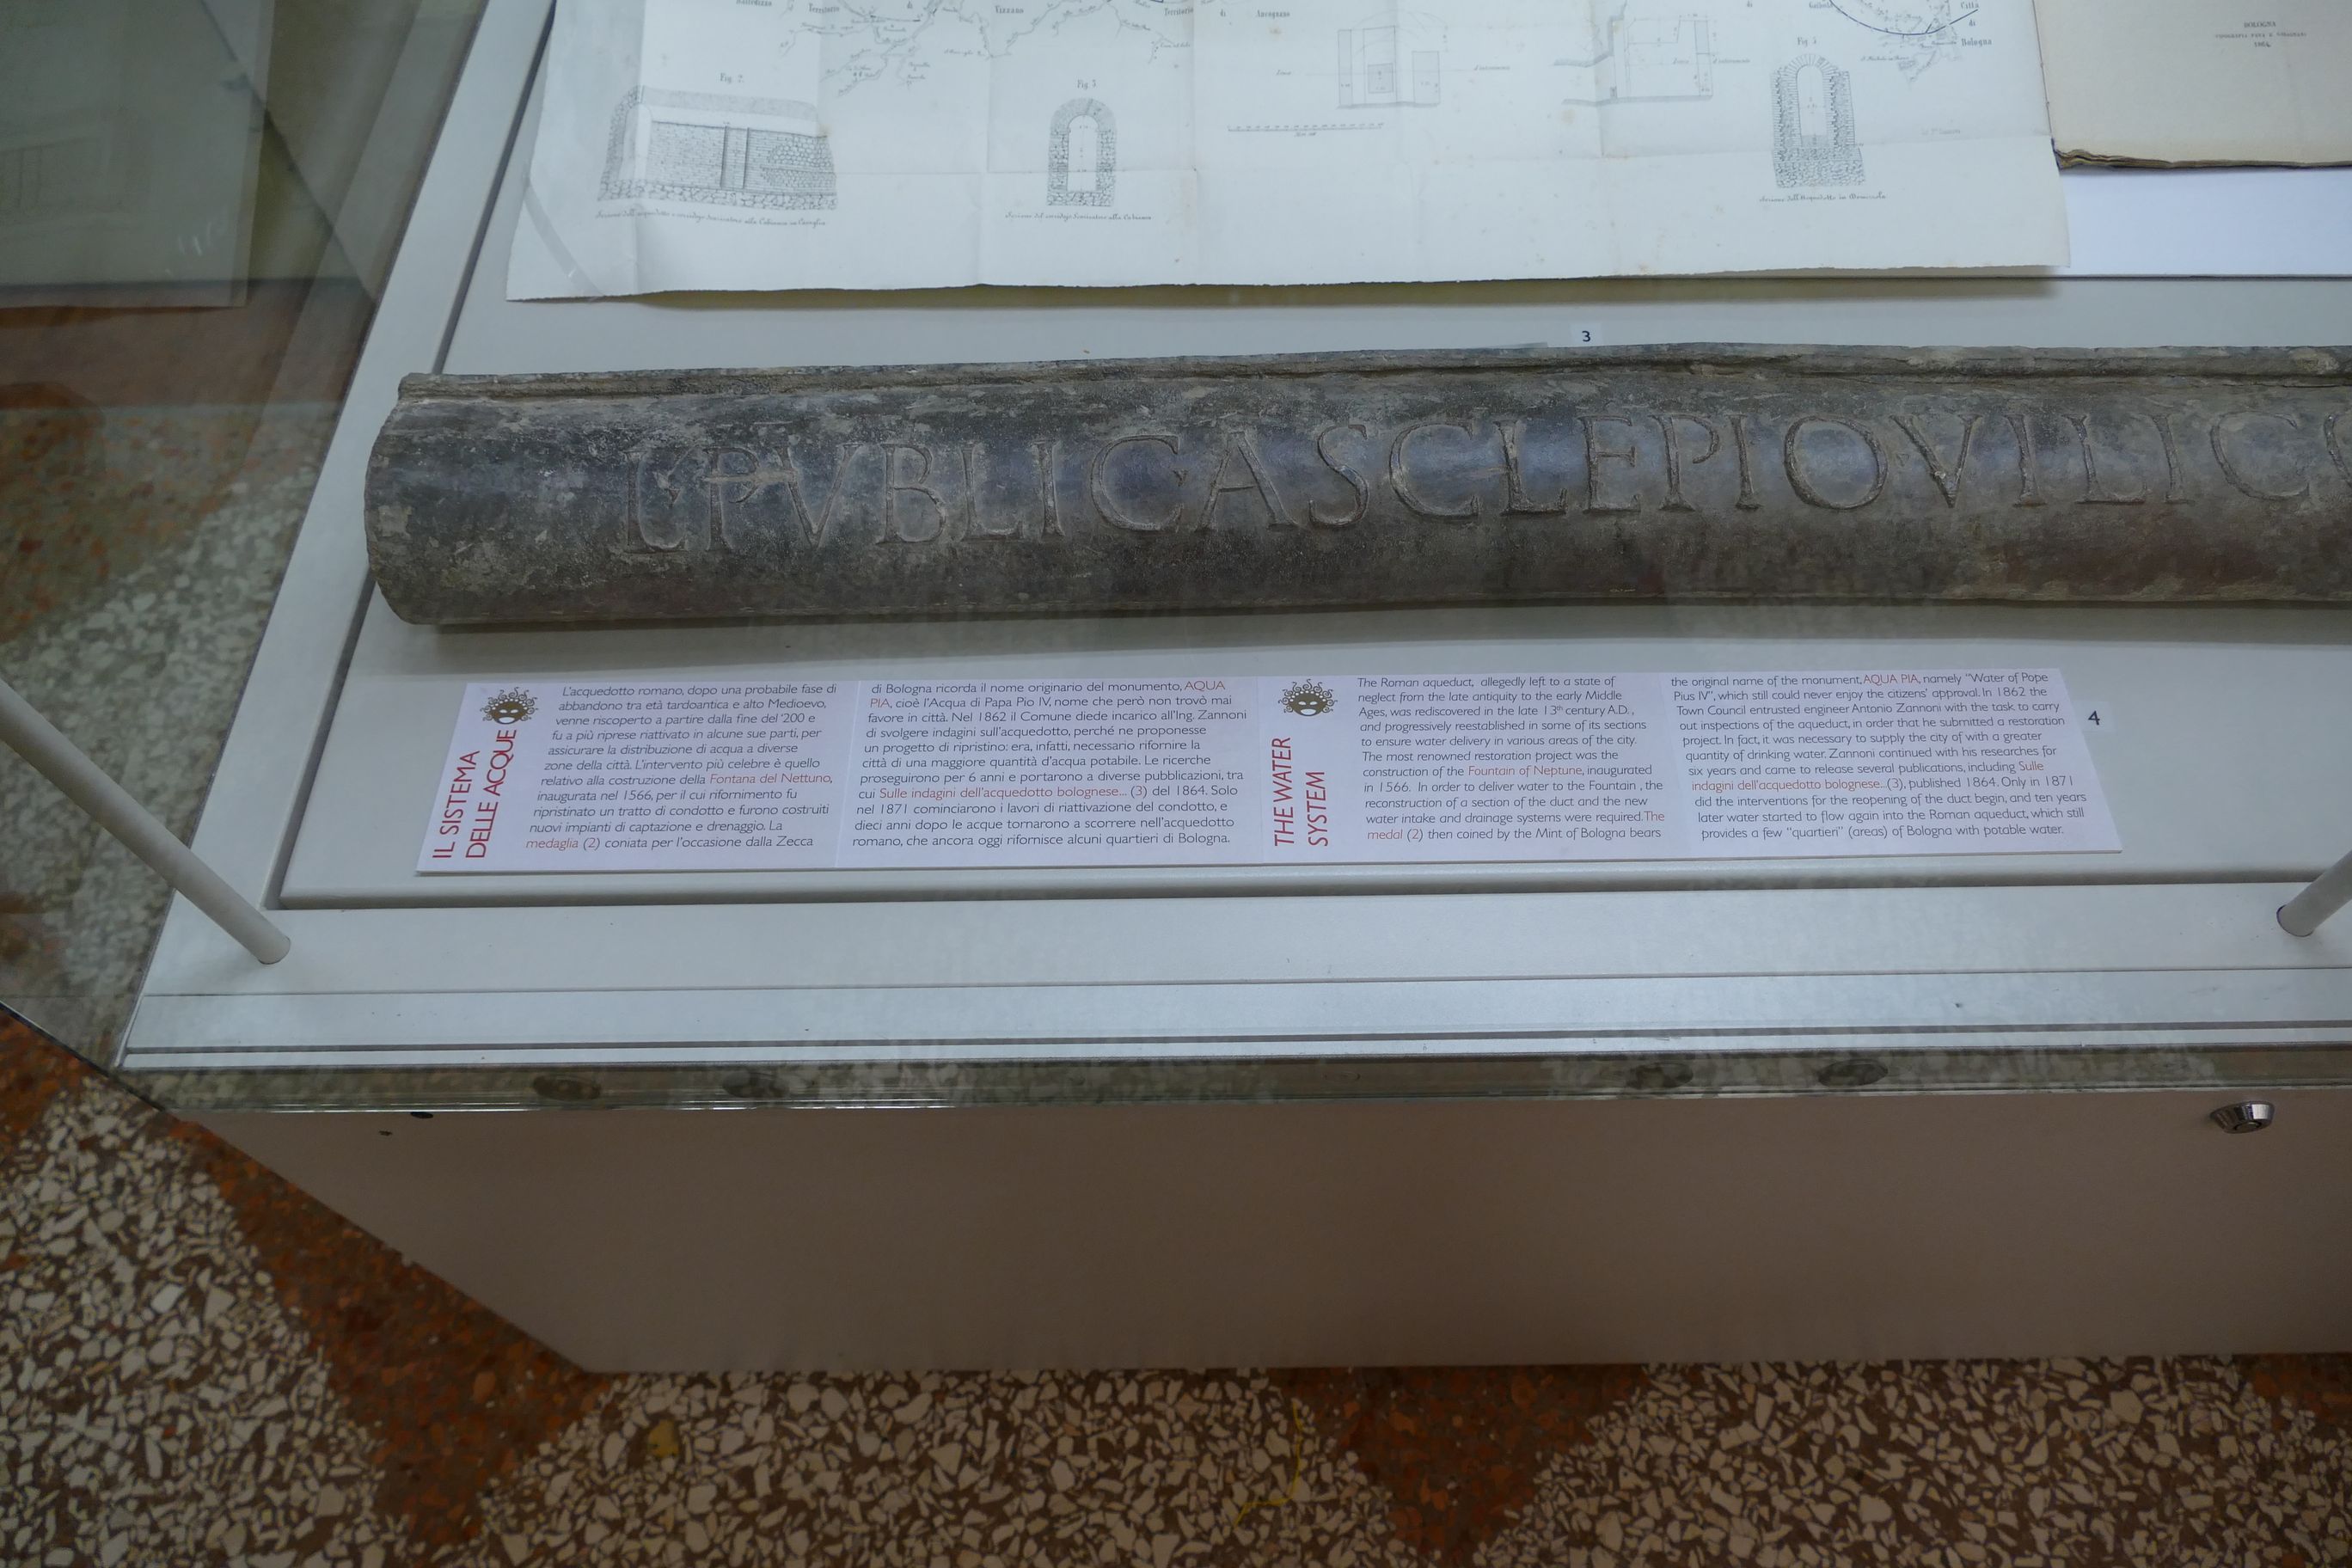 Territorio
di
Vizzano
Territorio
di
Ancognano
di
Città
di
Bologna
Fig. 2.
Fig. 3
Fig. 5
BOLOGNA
1864
3
L·PVBLIC·ASCLEPIOVILIC
IL SISTEMA
DELLE ACQUE
L'acquedotto romano, dopo una probabile fase di
abbandono tra età tardoantica e alto Medioevo,
venne riscoperto a partire dalla fine del '200 e
fu a più riprese riattivato in alcune sue parti, per
assicurare la distribuzione di acqua a diverse
zone della città. L'intervento più celebre è quello
relativo alla costruzione della Fontana del Nettuno,
inaugurata nel 1566, per il cui rifornimento fu
ripristinato un tratto di condotto e furono costruiti
nuovi impianti di captazione e drenaggio. La
medaglia (2) coniata per l'occasione dalla Zecca
di Bologna ricorda il nome originario del monumento, AQUA
PIA, cioè l'Acqua di Papa Pio IV, nome che però non trovò mai
favore in città. Nel 1862 il Comune diede incarico all'Ing. Zannoni
di svolgere indagini sull'acquedotto, perché ne proponesse
un progetto di ripristino: era, infatti, necessario rifornire la
città di una maggiore quantità d'acqua potabile. Le ricerche
proseguirono per 6 anni e portarono a diverse pubblicazioni, tra
cui Sulle indagini dell'acquedotto bolognese... (3) del 1864. Solo
nel 1871 cominciarono i lavori di riattivazione del condotto, e
dieci anni dopo le acque tornarono a scorrere nell'acquedotto
romano, che ancora oggi rifornisce alcuni quartieri di Bologna.
THE WATER
SYSTEM
The Roman aqueduct, allegedly left to a state of
neglect from the late antiquity to the early Middle
Ages, was rediscovered in the late 13th century A.D.,
and progressively reestablished in some of its sections
to ensure water delivery in various areas of the city.
The most renowned restoration project was the
construction of the Fountain of Neptune, inaugurated
in 1566. In order to deliver water to the Fountain, the
reconstruction of a section of the duct and the new
water intake and drainage systems were required. The
medal (2) then coined by the Mint of Bologna bears
the original name of the monument, AQUA PIA, namely "Water of Pope
Pius IV", which still could never enjoy the citizens' approval. In 1862 the
Town Council entrusted engineer Antonio Zannoni with the task to carry
out inspections of the aqueduct, in order that he submitted a restoration
project. In fact, it was necessary to supply the city of with a greater
quantity of drinking water. Zannoni continued with his researches for
six years and came to release several publications, including Sulle
indagini dell'acquedotto bolognese...(3), published 1864. Only in 1871
did the interventions for the reopening of the duct begin, and ten years
later water started to flow again into the Roman aqueduct, which still
provides a few "quartieri" (areas) of Bologna with potable water.
4